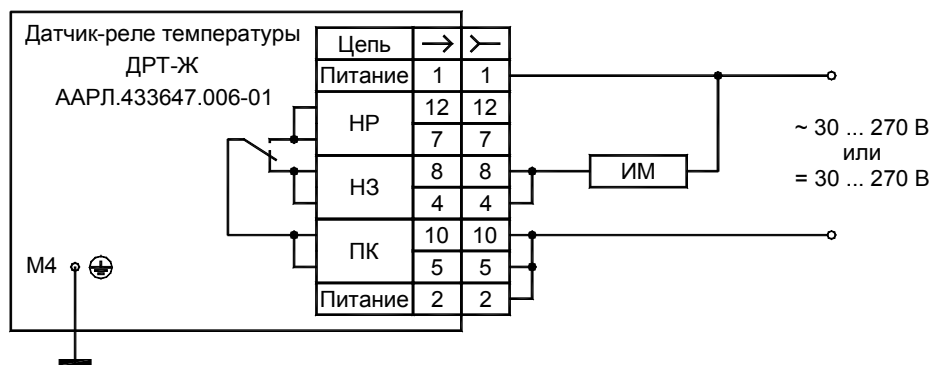 Датчик-реле температуры
ДРТ-Ж
ААРЛ.433647.006-01
Цепь
Питание 1 1
НР 12 12
7 7
НЗ 8 8
4 4
ПК 10 10
5 5
Питание 2 2
ИМ
~ 30 ... 270 В
или
= 30 ... 270 В
М4